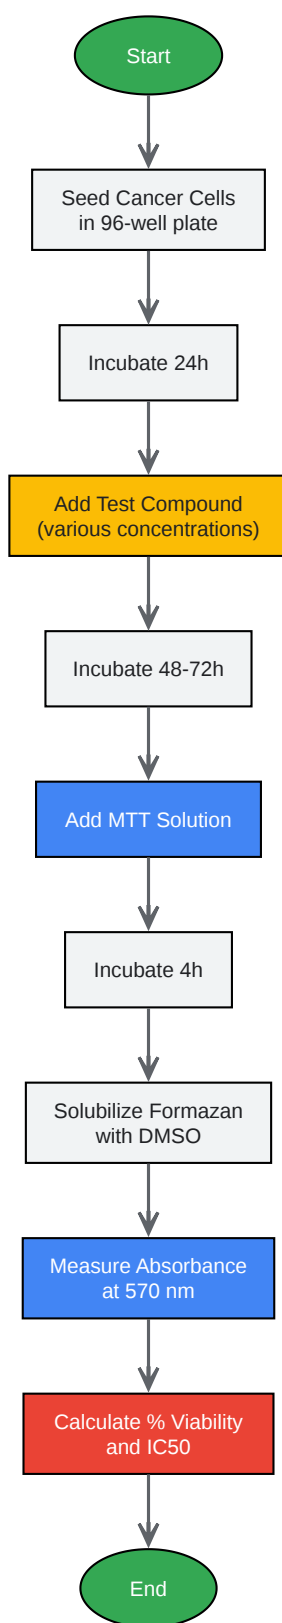 Start
Seed Cancer Cells
in 96-well plate
Incubate 24h
Add Test Compound
(various concentrations)
Incubate 48-72h
Add MTT Solution
Incubate 4h
Solubilize Formazan
with DMSO
Measure Absorbance
at 570 nm
Calculate % Viability
and IC50
End